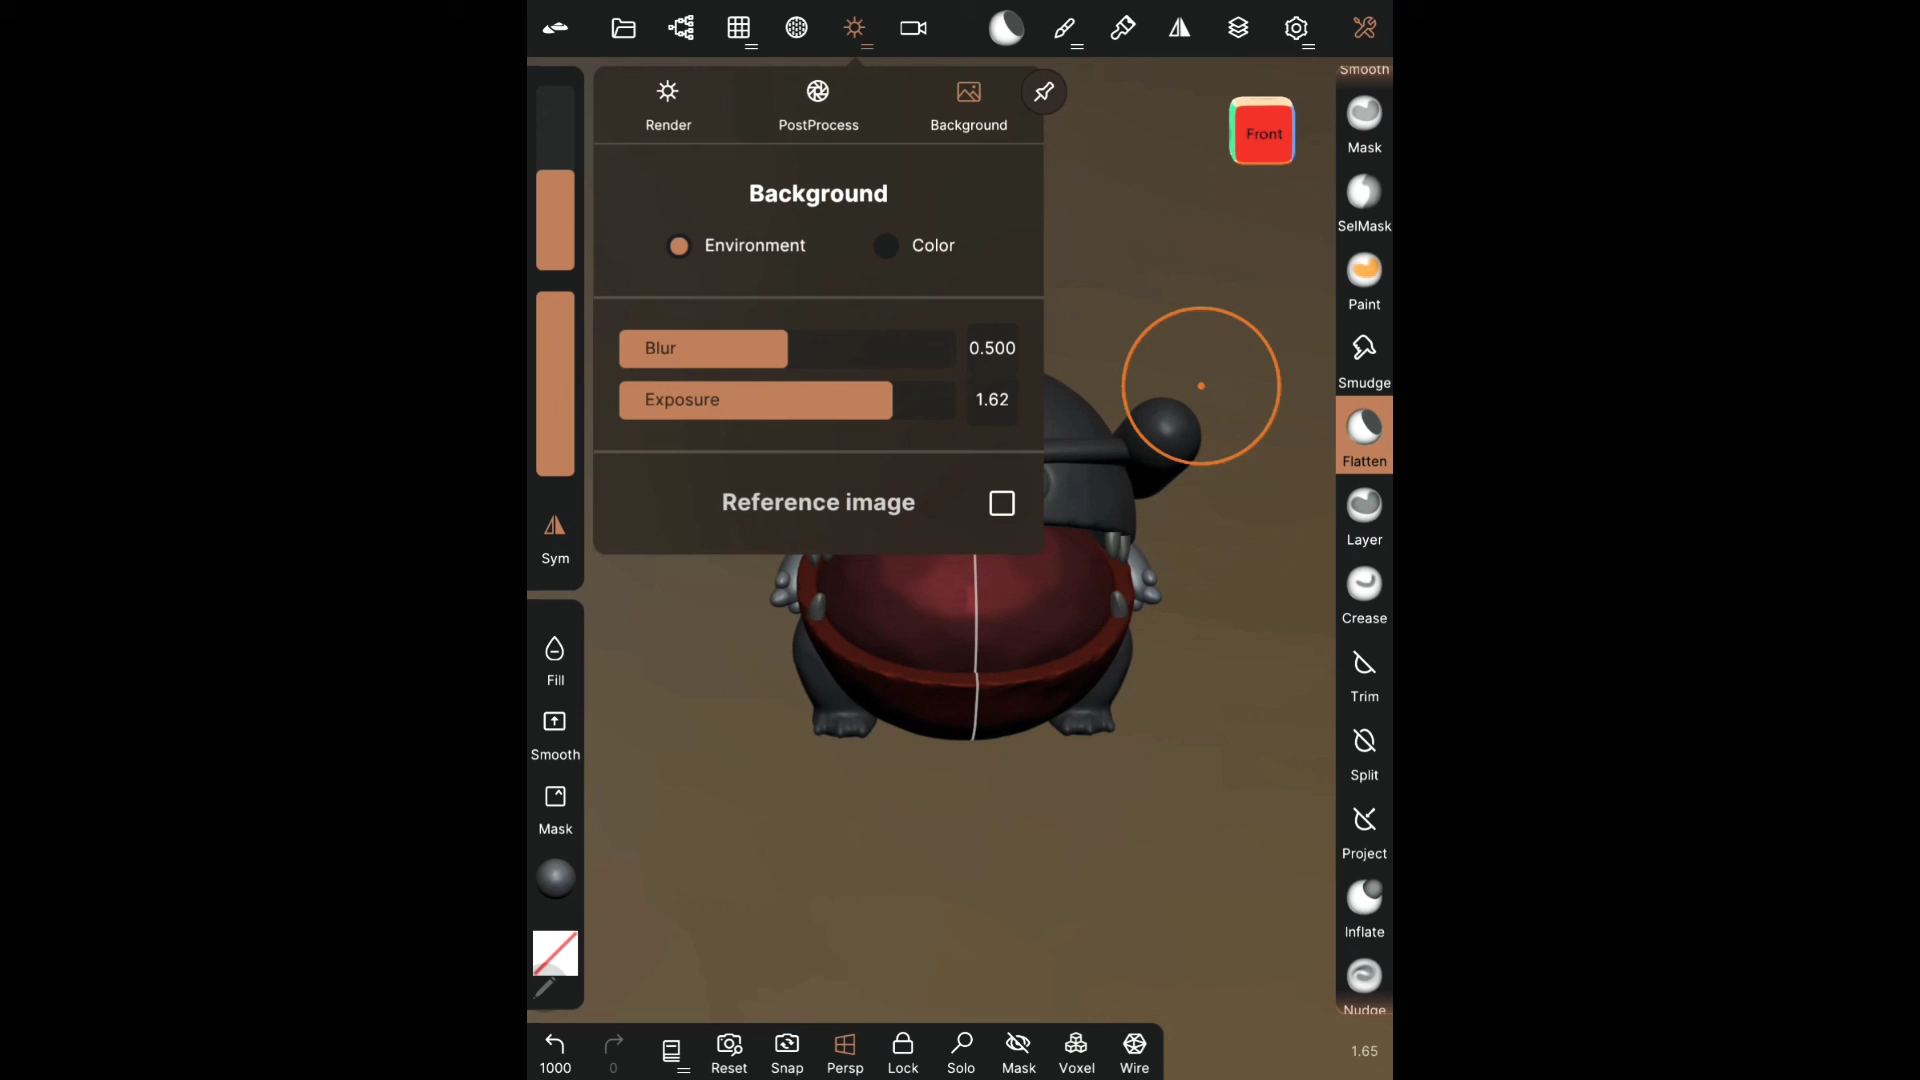 Render
PostProcess
Background
Front
Background
Environment
Color
Blur
0.500
Exposure
1.62
Reference image
Sym
Fill
Smooth
Mask
Smooth
Mask
SelMask
Paint
Smudge
Flatten
Layer
Crease
Trim
Split
Project
Inflate
Nudge
1000
0
Reset
Snap
Persp
Lock
Solo
Mask
Voxel
Wire
1.65